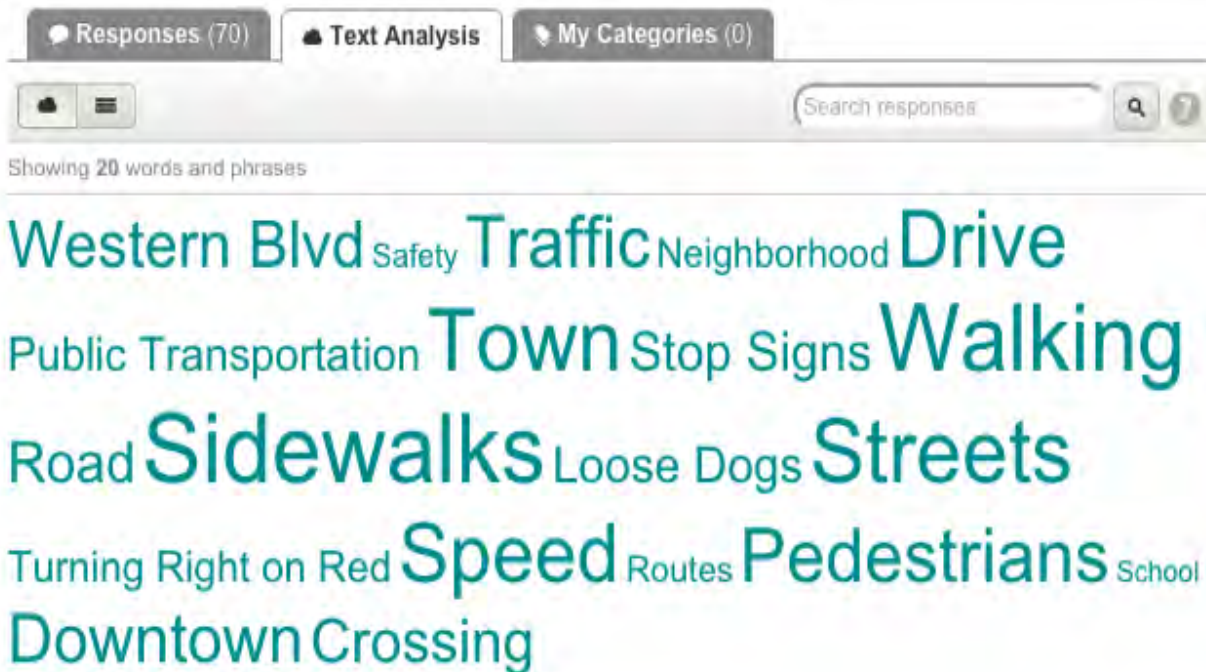 Responses (70) Text Analysis My Categories (0)
Search responses ?
Showing 20 words and phrases
Western Blvd Safety Traffic Neighborhood Drive
Public Transportation Town Stop Signs Walking
Road Sidewalks Loose Dogs Streets
Turning Right on Red Speed Routes Pedestrians School
Downtown Crossing